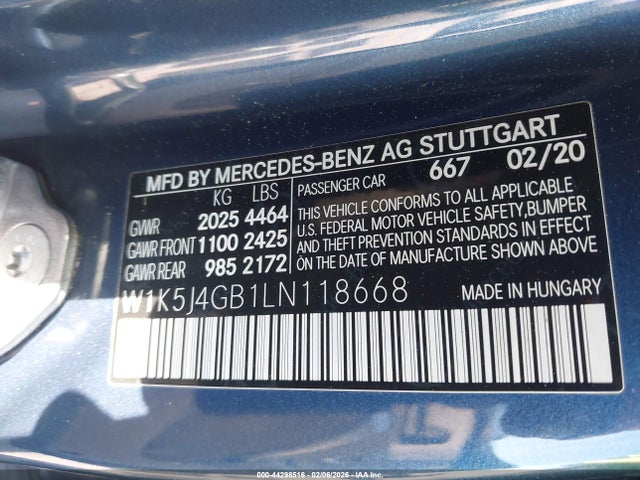 MFD BY MERCEDES-BENZ AG STUTTGART
KG LBS PASSENGER CAR 667 02/20
GVWR 2025 4464
GAWR FRONT 1100 2425
GAWR REAR 985 2172
THIS VEHICLE CONFORMS TO ALL APPLICABLE
U.S. FEDERAL MOTOR VEHICLE SAFETY, BUMPER
AND THEFT PREVENTION STANDARDS IN EFFECT
ON THE DATE OF MANUFACTURE SHOWN ABOVE.
W1K5J4GB1LN118668 MADE IN HUNGARY
000-44298516 - 02/06/2026 - IAA Inc.